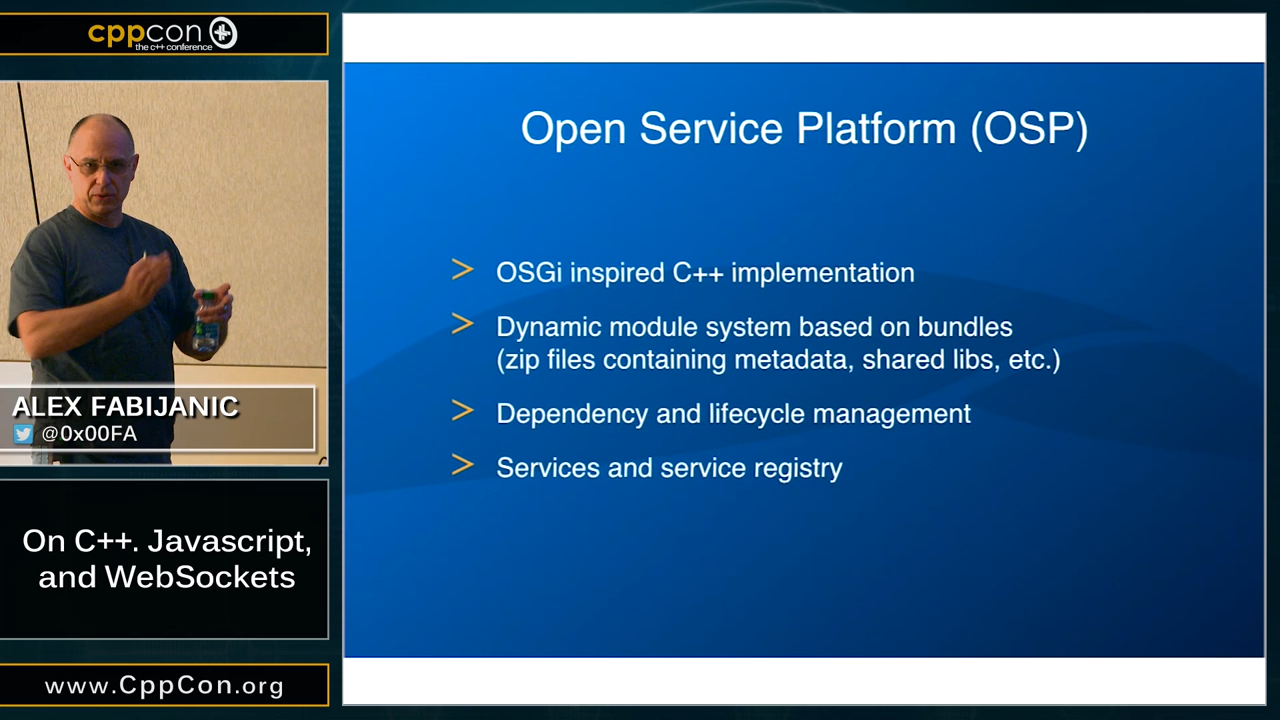 cppcon
the c++ conference
ALEX FABIJANIC
@0x00FA
On C++. Javascript,
and WebSockets
www.CppCon.org
Open Service Platform (OSP)
> OSGi inspired C++ implementation
> Dynamic module system based on bundles
(zip files containing metadata, shared libs, etc.)
> Dependency and lifecycle management
> Services and service registry